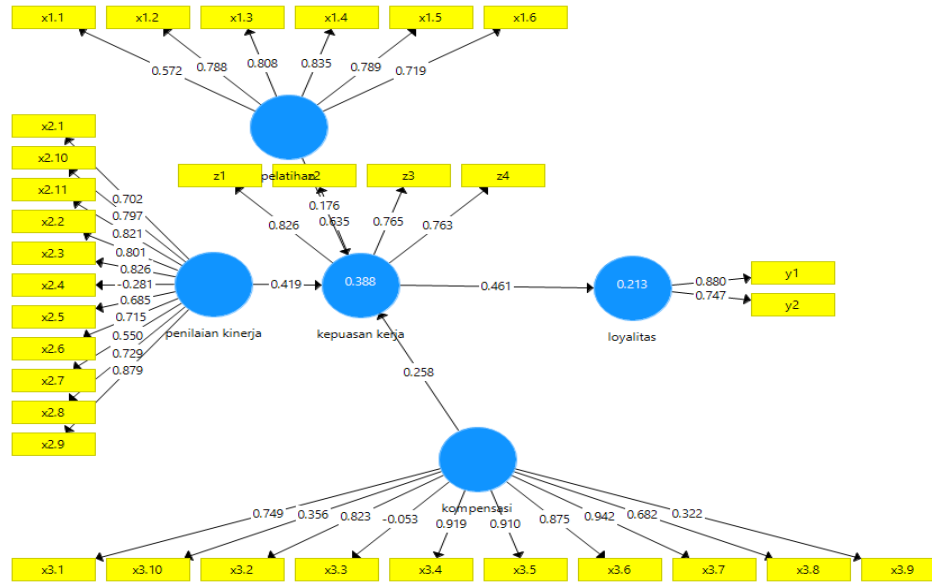 x1.1 x1.2 x1.3 x1.4 x1.5 x1.6
0.572 0.788 0.808 0.835 0.789 0.719
pelatihan
x2.1
x2.10
x2.11
x2.2
x2.3
x2.4
x2.5
x2.6
x2.7
x2.8
x2.9
0.702
0.797
0.821
0.801
0.826
-0.281
0.685
0.715
0.550
0.729
0.879
penilaian kinerja
z1 z2 z3 z4
0.826 0.635 0.765 0.763
0.176
0.419
0.388
kepuasan kerja
0.461
0.213
loyalitas
0.880
0.747
y1
y2
0.258
kompensasi
0.749 0.356 0.823 -0.053 0.919 0.910 0.875 0.942 0.682 0.322
x3.1 x3.10 x3.2 x3.3 x3.4 x3.5 x3.6 x3.7 x3.8 x3.9